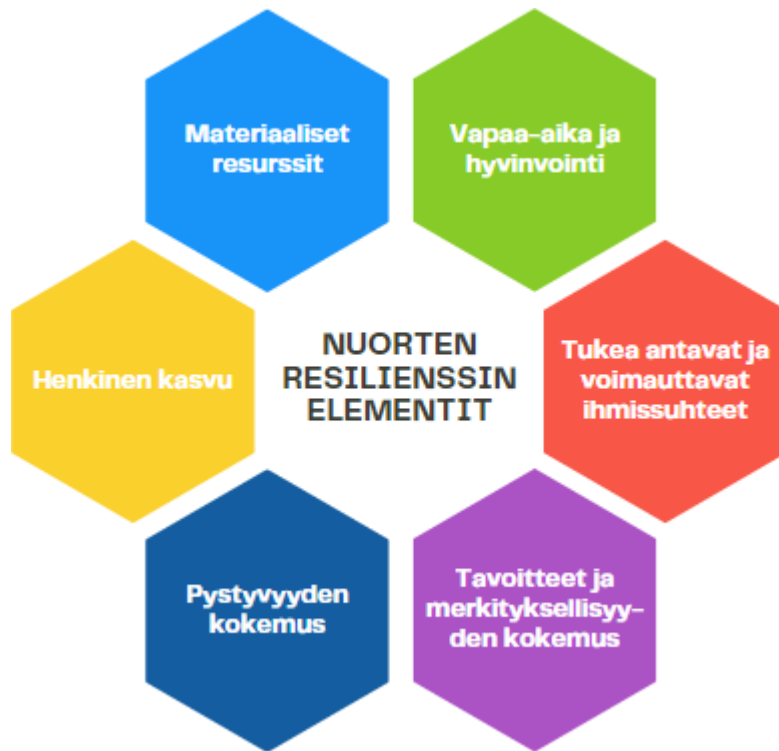 Materiaaliset
resurssit
Vapaa-aika ja
hyvinvointi
Henkinen kasvu
NUORTEN
RESILIENSSIN
ELEMENTIT
Tukea antavat ja
voimauttavat
ihmissuhteet
Pystyvyyden
kokemus
Tavoitteet ja
merkityksellisyy-
den kokemus